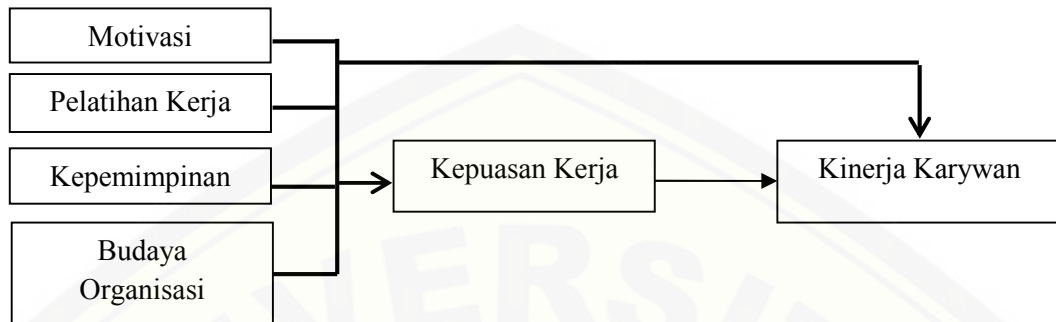 Motivasi
Pelatihan Kerja
Kepemimpinan
Budaya
Organisasi
Kepuasan Kerja
Kinerja Karywan